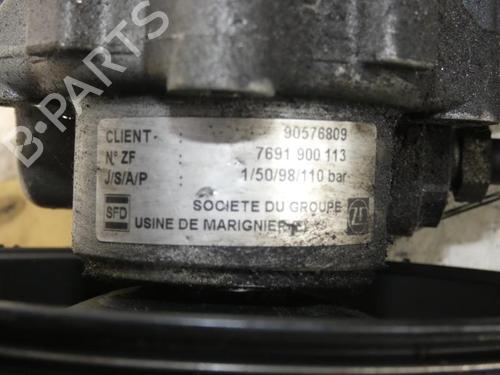 CLIENT - : 90576809
N° ZF : 7691 900 113
J/S/A/P : 1/50/98/110 bar
SFD SOCIETE DU GROUPE ZF
USINE DE MARIGNIER
B-PARTS